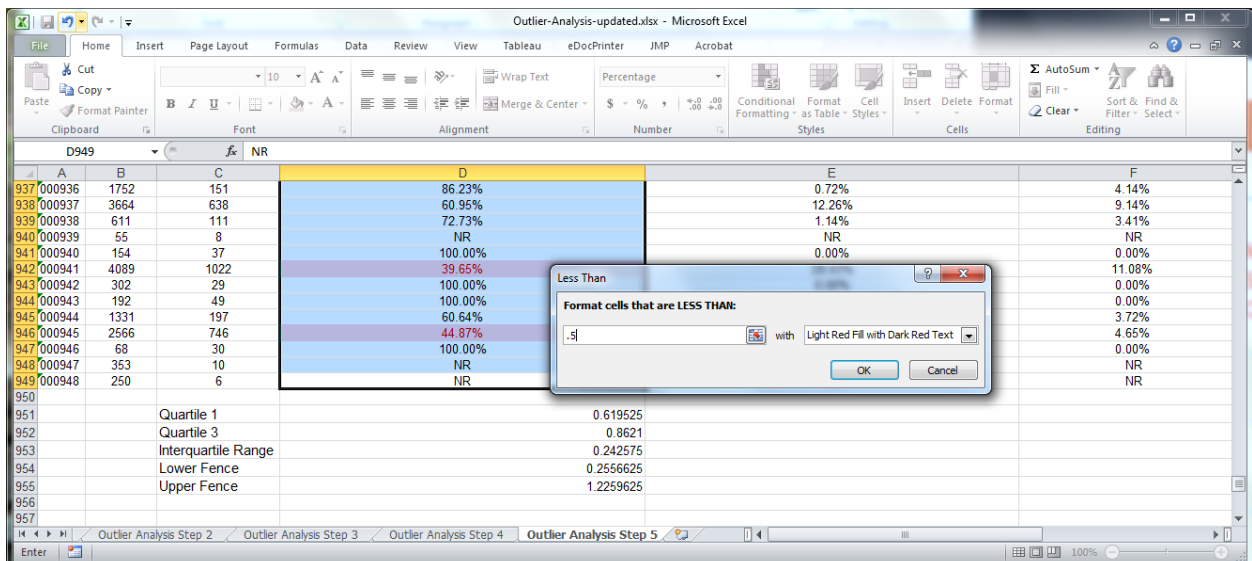 Outlier-Analysis-updated.xlsx - Microsoft Excel
File Home Insert Page Layout Formulas Data Review View Tableau eDocPrinter JMP Acrobat
Cut
Copy
Format Painter
Paste
Clipboard
10
B I U
Font
Wrap Text
Merge & Center
Alignment
Percentage
$ % ,
Number
Conditional Formatting
Format as Table
Cell Styles
Styles
Insert Delete Format
Cells
Σ AutoSum
Fill
Clear
Sort & Filter
Find & Select
Editing
D949 fx NR
A B C D E F
937 000936 1752 151 86.23% 0.72% 4.14%
938 000937 3664 638 60.95% 12.26% 9.14%
939 000938 611 111 72.73% 1.14% 3.41%
940 000939 55 8 NR NR NR
941 000940 154 37 100.00% 0.00% 0.00%
942 000941 4089 1022 39.65% 11.08%
943 000942 302 29 100.00% 0.00%
944 000943 192 49 100.00% 0.00%
945 000944 1331 197 60.64% 3.72%
946 000945 2566 746 44.87% 4.65%
947 000946 68 30 100.00% 0.00%
948 000947 353 10 NR NR
949 000948 250 6 NR NR
950
951 Quartile 1 0.619525
952 Quartile 3 0.8621
953 Interquartile Range 0.242575
954 Lower Fence 0.2556625
955 Upper Fence 1.2259625
956
957
Less Than
Format cells that are LESS THAN:
.5 with Light Red Fill with Dark Red Text
OK Cancel
Outlier Analysis Step 2 Outlier Analysis Step 3 Outlier Analysis Step 4 Outlier Analysis Step 5
Enter 100%